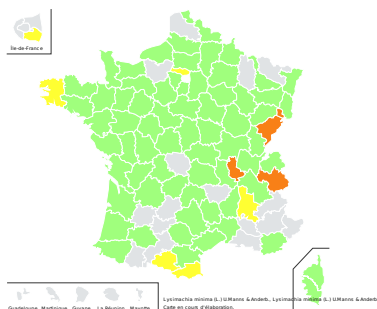 Île-de-France
Guadeloupe Martinique Guyane La Réunion Mayotte
Lysimachia minima (L.) U.Manns & Anderb., Lysimachia minima (L.) U.Manns & Anderb
Carte en cours d'élaboration.